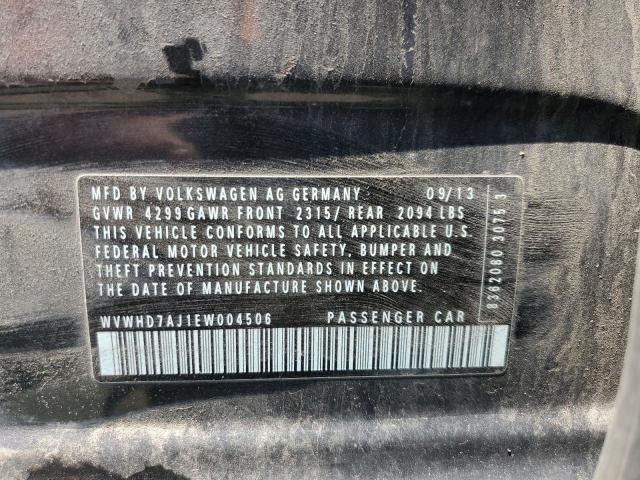 MFD BY VOLKSWAGEN AG GERMANY 09/13
GVWR 4299 GAWR FRONT 2315/ REAR 2094 LBS
THIS VEHICLE CONFORMS TO ALL APPLICABLE U.S.
FEDERAL MOTOR VEHICLE SAFETY, BUMPER AND
THEFT PREVENTION STANDARDS IN EFFECT ON
THE DATE OF MANUFACTURE SHOWN ABOVE.
WVWHD7AJ1EW004506 PASSENGER CAR
8362060 3075 3